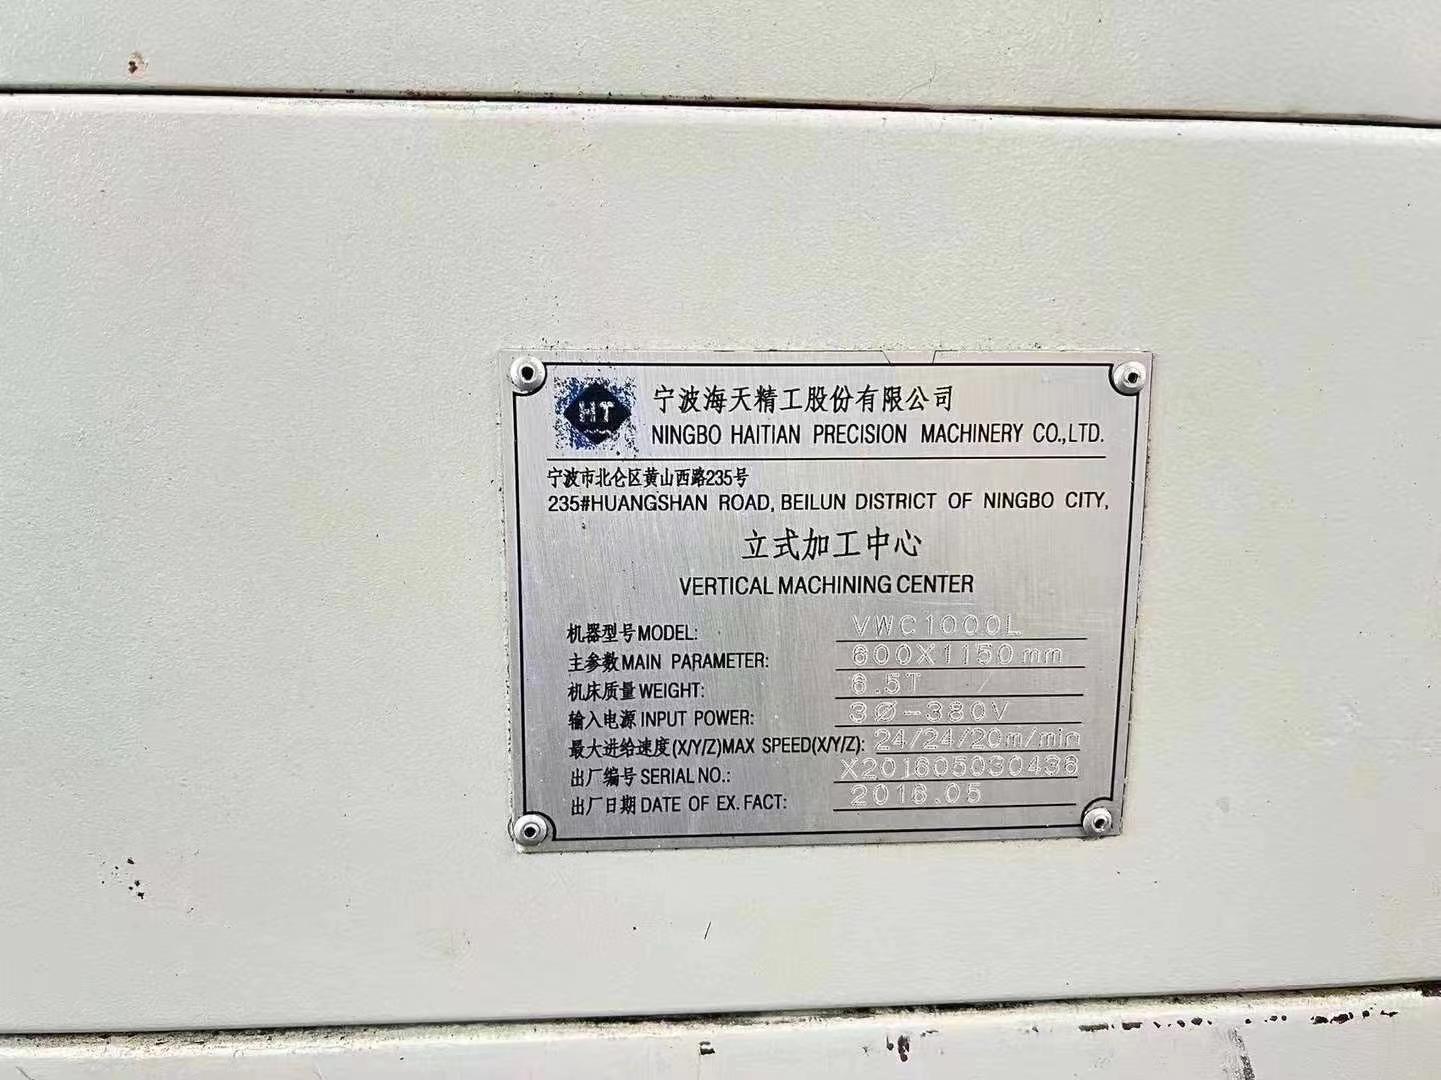 HT
宁波海天精工股份有限公司
NINGBO HAITIAN PRECISION MACHINERY CO.,LTD.
宁波市北仑区黄山西路235号
235#HUANGSHAN ROAD, BEILUN DISTRICT OF NINGBO CITY,
立式加工中心
VERTICAL MACHINING CENTER
机器型号MODEL: VWC1000L
主参数MAIN PARAMETER: 600X1150mm
机床质量WEIGHT: 6.5T
输入电源INPUT POWER: 3Ø-380V
最大进给速度(X/Y/Z)MAX SPEED(X/Y/Z): 24/24/20m/min
出厂编号SERIAL NO.: X201605030436
出厂日期DATE OF EX. FACT: 2016.05